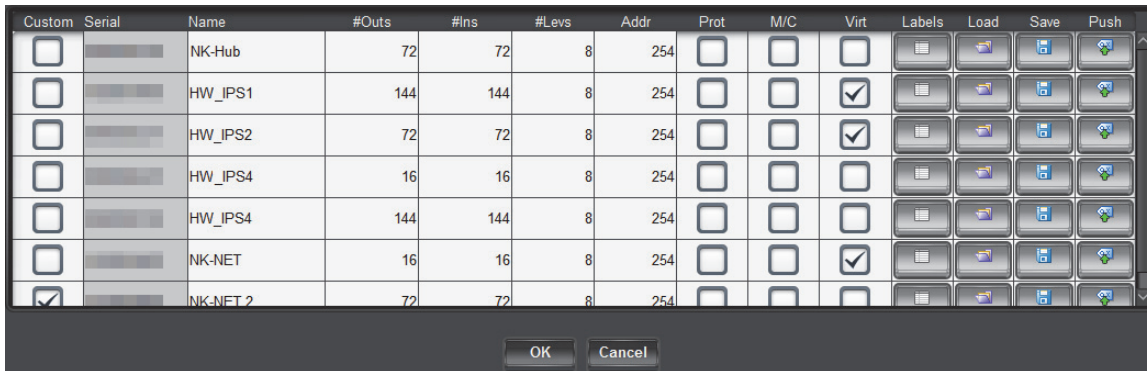 Custom Serial Name #Outs #Ins #Levs Addr Prot M/C Virt Labels Load Save Push
NK-Hub 72 72 8 254
HW_IPS1 144 144 8 254
HW_IPS2 72 72 8 254
HW_IPS4 16 16 8 254
HW_IPS4 144 144 8 254
NK-NET 16 16 8 254
NK-NET 2 72 72 8 254
OK Cancel